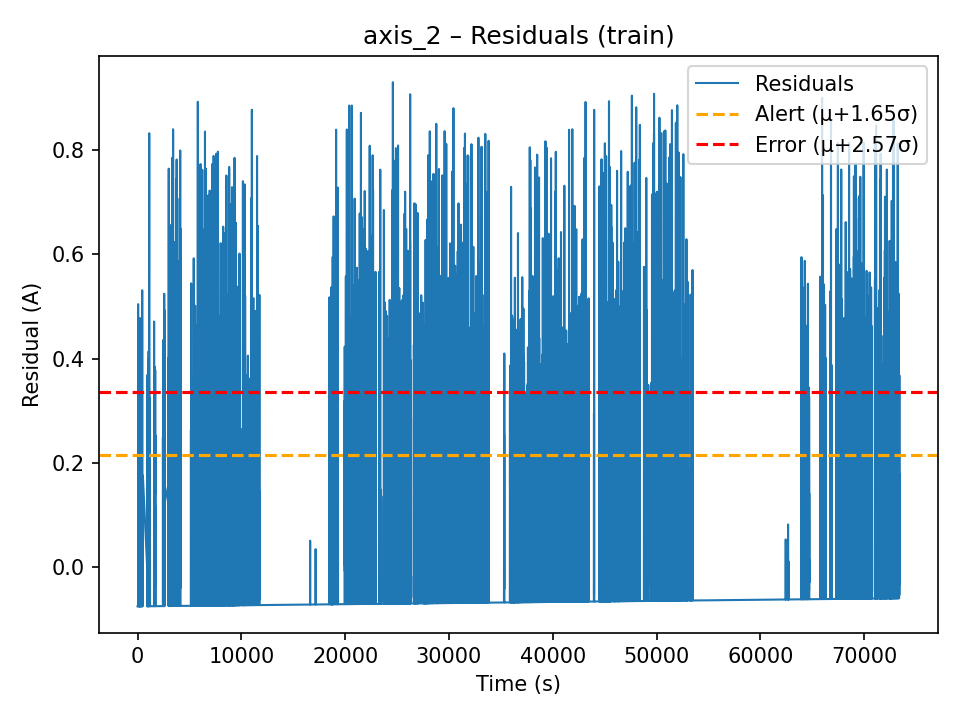 axis_2 – Residuals (train)
Residuals
Alert (μ+1.65σ)
Error (μ+2.57σ)
Residual (A)
0.8
0.6
0.4
0.2
0.0
0 10000 20000 30000 40000 50000 60000 70000
Time (s)